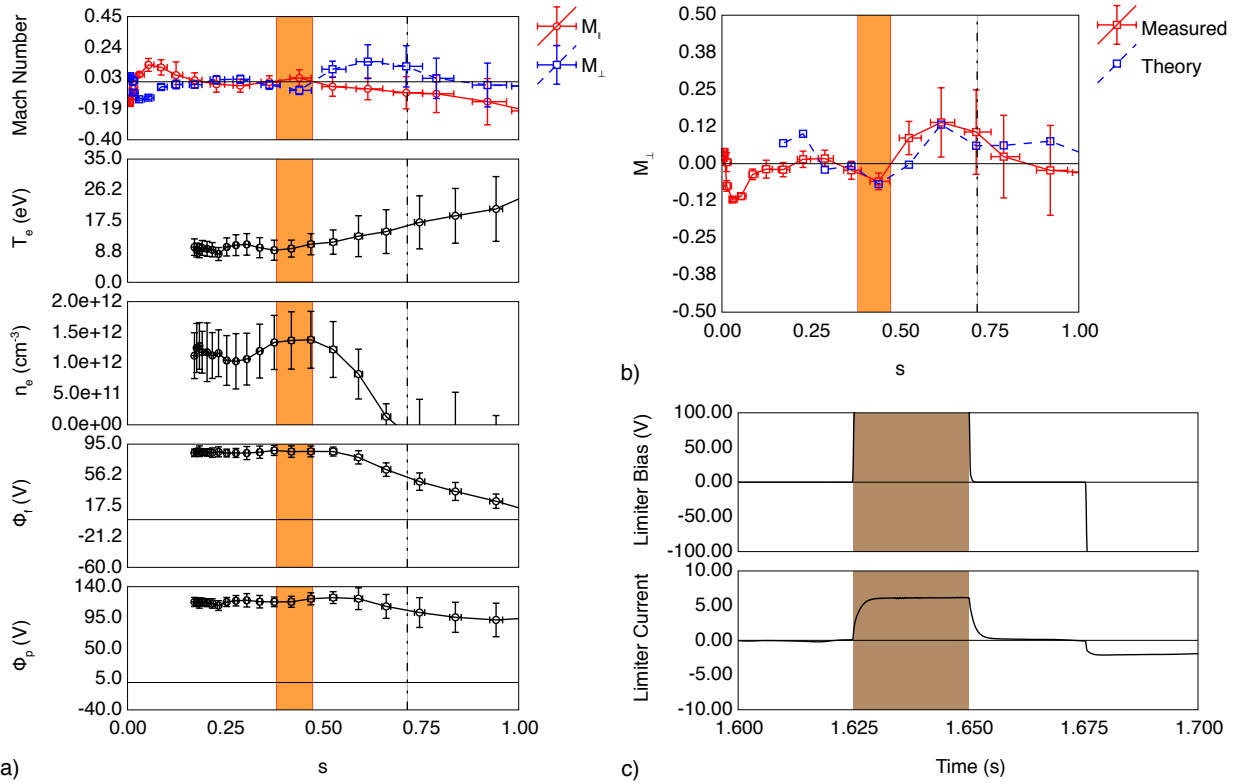 0.45
0.24
0.03
-0.19
-0.40
Mach Number
M∥
M⊥
35.0
26.2
17.5
8.8
0.0
T_e (eV)
2.0e+12
1.5e+12
1.0e+12
5.0e+11
0.0e+00
n_e (cm⁻³)
95.0
56.2
17.5
-21.2
-60.0
Φ_f (V)
140.0
95.0
50.0
5.0
-40.0
Φ_p (V)
0.00 0.25 0.50 0.75 1.00
s
a)
0.50
0.38
0.25
0.12
0.00
-0.12
-0.25
-0.38
-0.50
M⊥
Measured
Theory
0.00 0.25 0.50 0.75 1.00
s
b)
100.00
50.00
0.00
-50.00
-100.00
Limiter Bias (V)
10.00
5.00
0.00
-5.00
-10.00
Limiter Current
1.600 1.625 1.650 1.675 1.700
Time (s)
c)